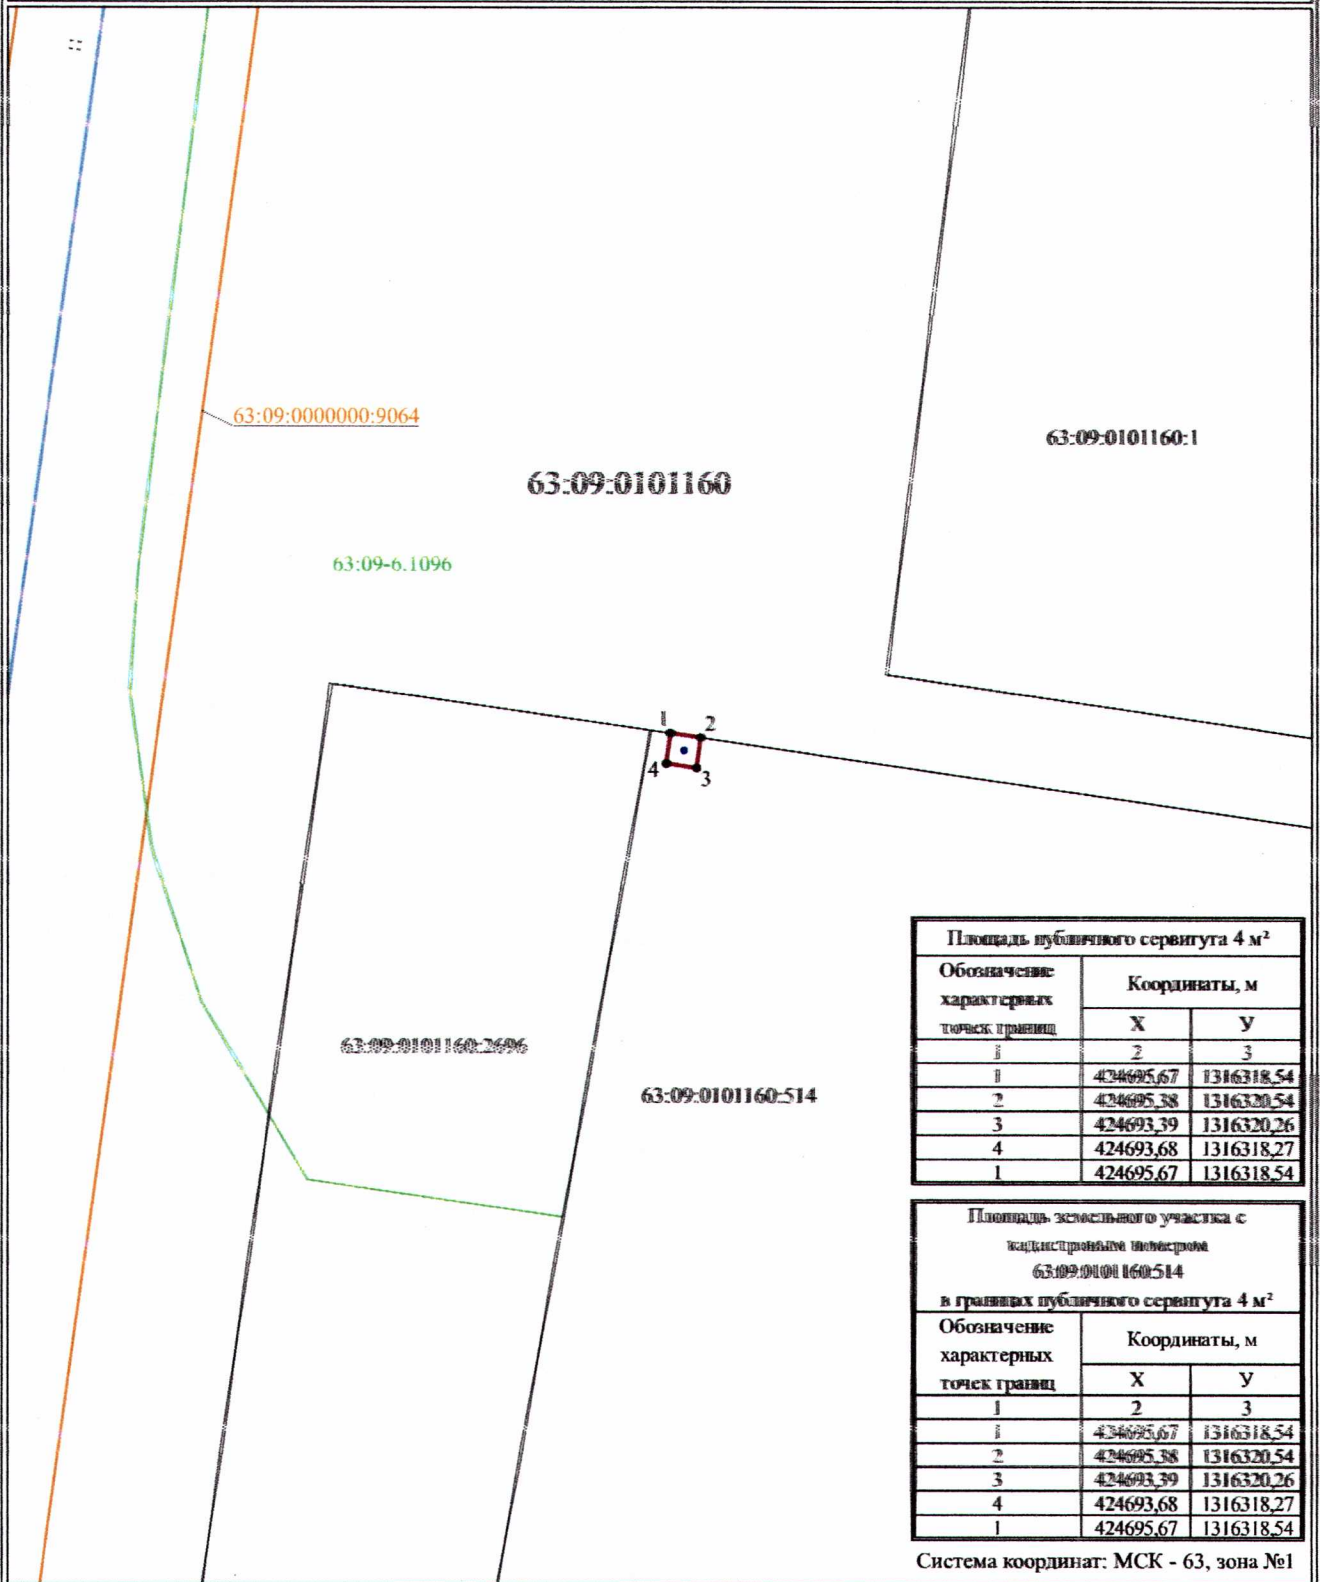 63:09:0000000:9064
63:09:0101160:1
63:09:0101160
63:09-6.1096
1
2
4
3
63:09:0101160:2696
63:09:0101160:514
Площадь публичного сервитута 4 м²
Обозначение
характерных
точек границ
Координаты, м
Х
У
1 2 3
1 424695,67 1316318,54
2 424695,38 1316320,54
3 424693,39 1316320,26
4 424693,68 1316318,27
1 424695,67 1316318,54
Площадь земельного участка с
кадастровым номером
63:09:0101160:514
в границах публичного сервитута 4 м²
Обозначение
характерных
точек границ
Координаты, м
Х
У
1 2 3
1 424695,67 1316318,54
2 424695,38 1316320,54
3 424693,39 1316320,26
4 424693,68 1316318,27
1 424695,67 1316318,54
Система координат: МСК - 63, зона №1